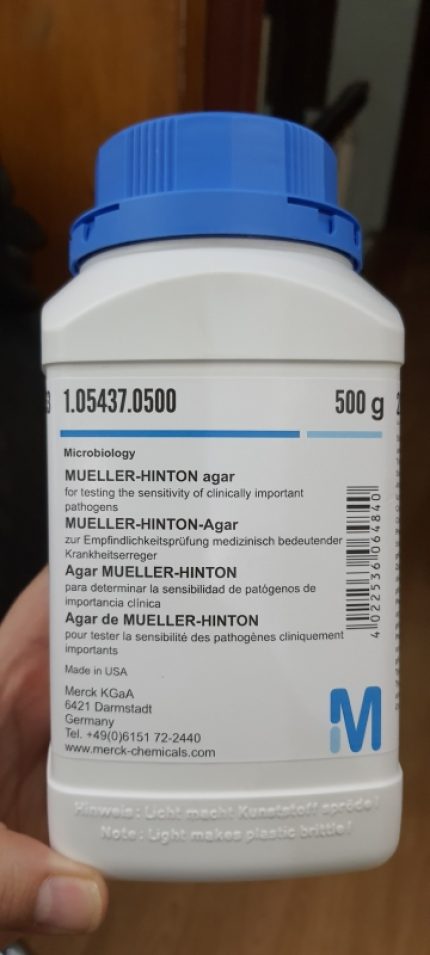 1.05437.0500 500 g
Microbiology
MUELLER-HINTON agar
for testing the sensitivity of clinically important
pathogens
MUELLER-HINTON-Agar
zur Empfindlichkeitsprüfung medizinisch bedeutender
Krankheitserreger
Agar MUELLER-HINTON
para determinar la sensibilidad de patógenos de
importancia clínica
Agar de MUELLER-HINTON
pour tester la sensibilité des pathogènes cliniquement
importants
Made in USA
Merck KGaA
6421 Darmstadt
Germany
Tel. +49(0)6151 72-2440
www.merck-chemicals.com
4022536064840
M
Hinweis: Licht macht Kunststoff spröde!
Note: Light makes plastic brittle!